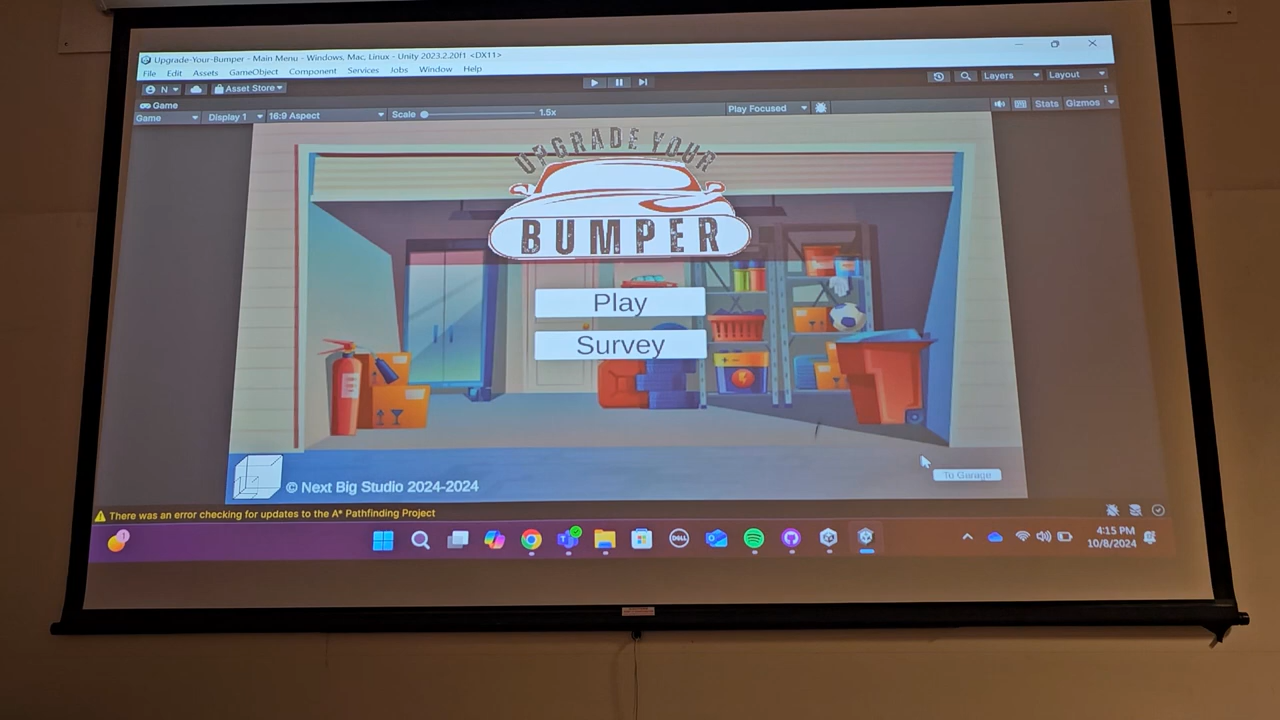 Upgrade-Your-Bumper - Main Menu - Windows, Mac, Linux - Unity 2023.2.20f1 <DX11>
File Edit Assets GameObject Component Services Jobs Window Help
N Asset Store Layers Layout
Game
Game Display 1 16:9 Aspect Scale 1.5x Play Focused Stats Gizmos
UPGRADE YOUR
BUMPER
Play
Survey
To Garage
© Next Big Studio 2024-2024
There was an error checking for updates to the A* Pathfinding Project
DELL
4:15 PM
10/8/2024